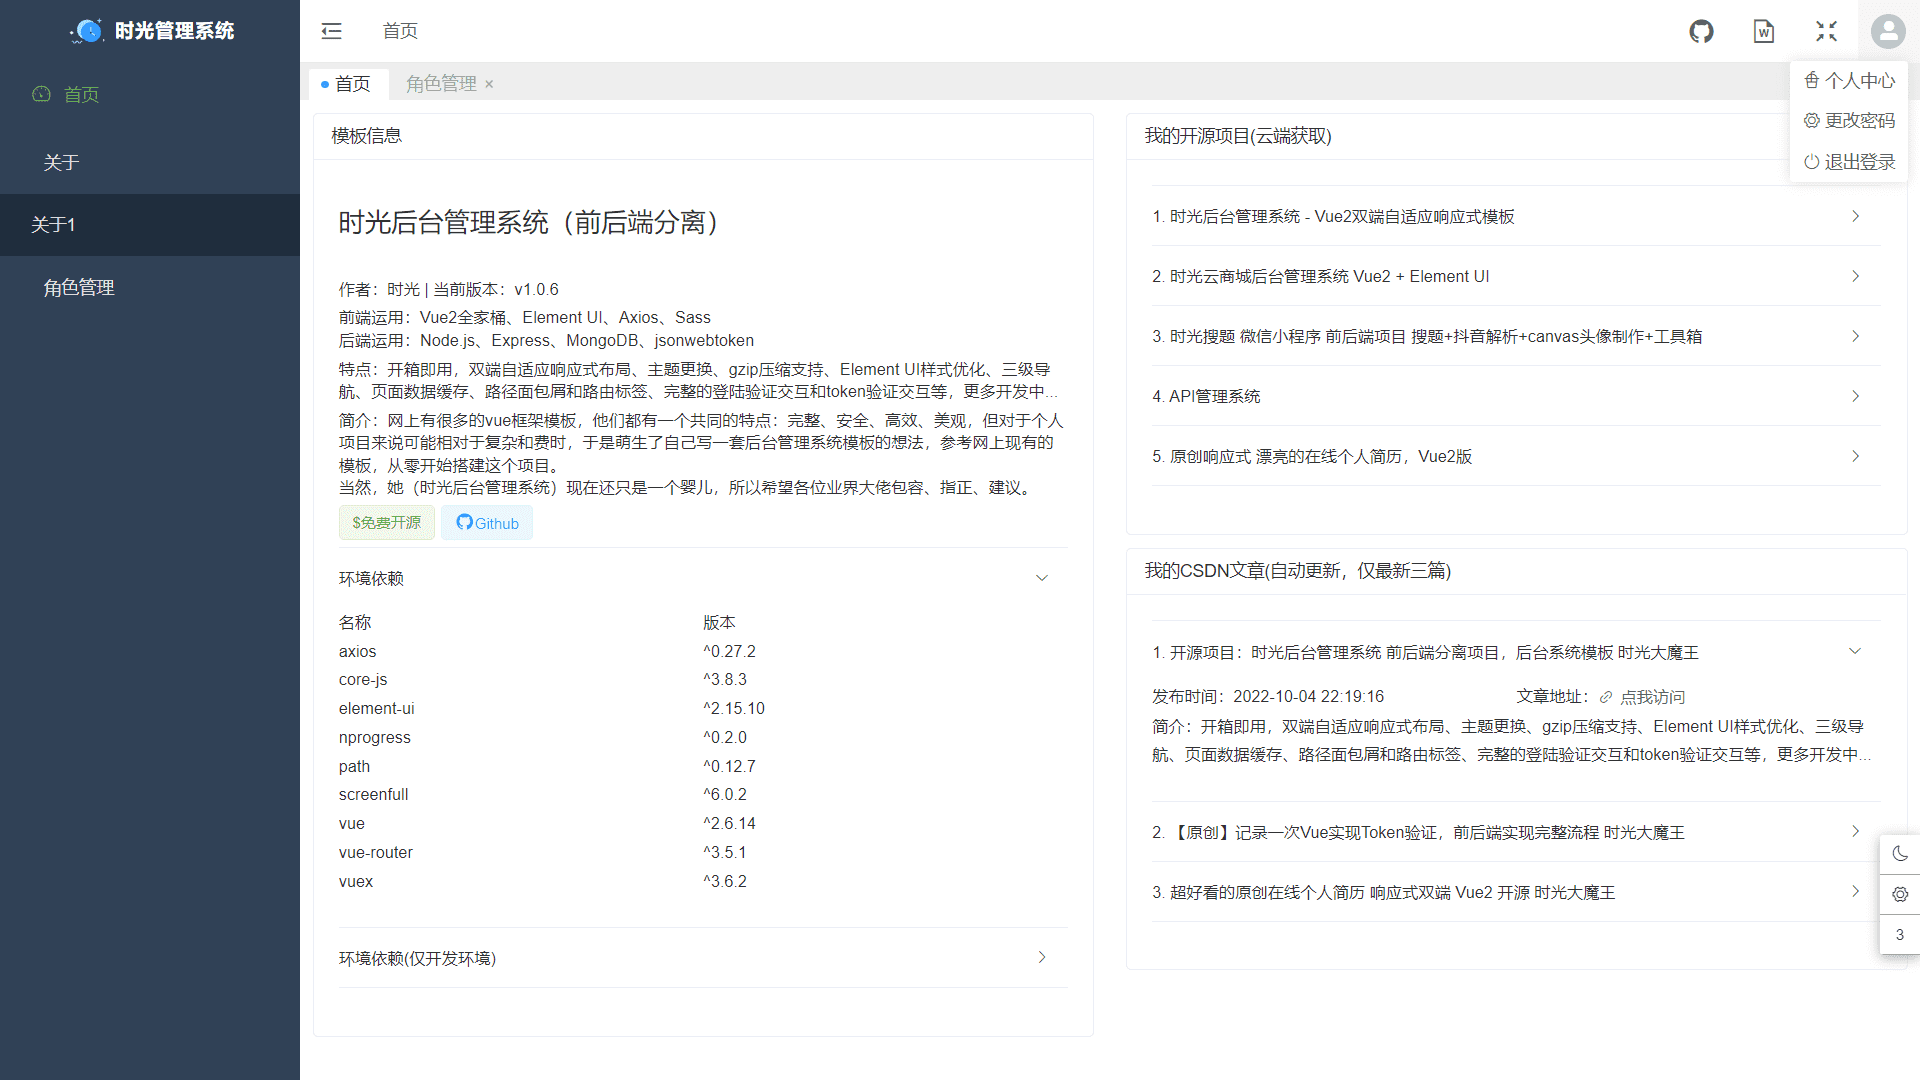 时光管理系统
首页
关于
关于1
角色管理
首页
首页
角色管理 ×
W
个人中心
更改密码
退出登录
模板信息
时光后台管理系统（前后端分离）
作者：时光 | 当前版本：v1.0.6
前端运用：Vue2全家桶、Element UI、Axios、Sass
后端运用：Node.js、Express、MongoDB、jsonwebtoken
特点：开箱即用，双端自适应响应式布局、主题更换、gzip压缩支持、Element UI样式优化、三级导
航、页面数据缓存、路径面包屑和路由标签、完整的登陆验证交互和token验证交互等，更多开发中...
简介：网上有很多的vue框架模板，他们都有一个共同的特点：完整、安全、高效、美观，但对于个人
项目来说可能相对于复杂和费时，于是萌生了自己写一套后台管理系统模板的想法，参考网上现有的
模板，从零开始搭建这个项目。
当然，她（时光后台管理系统）现在还只是一个婴儿，所以希望各位业界大佬包容、指正、建议。
$免费开源 Github
环境依赖
名称 版本
axios ^0.27.2
core-js ^3.8.3
element-ui ^2.15.10
nprogress ^0.2.0
path ^0.12.7
screenfull ^6.0.2
vue ^2.6.14
vue-router ^3.5.1
vuex ^3.6.2
环境依赖(仅开发环境)
我的开源项目(云端获取)
1. 时光后台管理系统 - Vue2双端自适应响应式模板
2. 时光云商城后台管理系统 Vue2 + Element UI
3. 时光搜题 微信小程序 前后端项目 搜题+抖音解析+canvas头像制作+工具箱
4. API管理系统
5. 原创响应式 漂亮的在线个人简历，Vue2版
我的CSDN文章(自动更新，仅最新三篇)
1. 开源项目：时光后台管理系统 前后端分离项目，后台系统模板 时光大魔王
发布时间：2022-10-04 22:19:16 文章地址：点我访问
简介：开箱即用，双端自适应响应式布局、主题更换、gzip压缩支持、Element UI样式优化、三级导
航、页面数据缓存、路径面包屑和路由标签、完整的登陆验证交互和token验证交互等，更多开发中...
2. 【原创】记录一次Vue实现Token验证，前后端实现完整流程 时光大魔王
3. 超好看的原创在线个人简历 响应式双端 Vue2 开源 时光大魔王
3